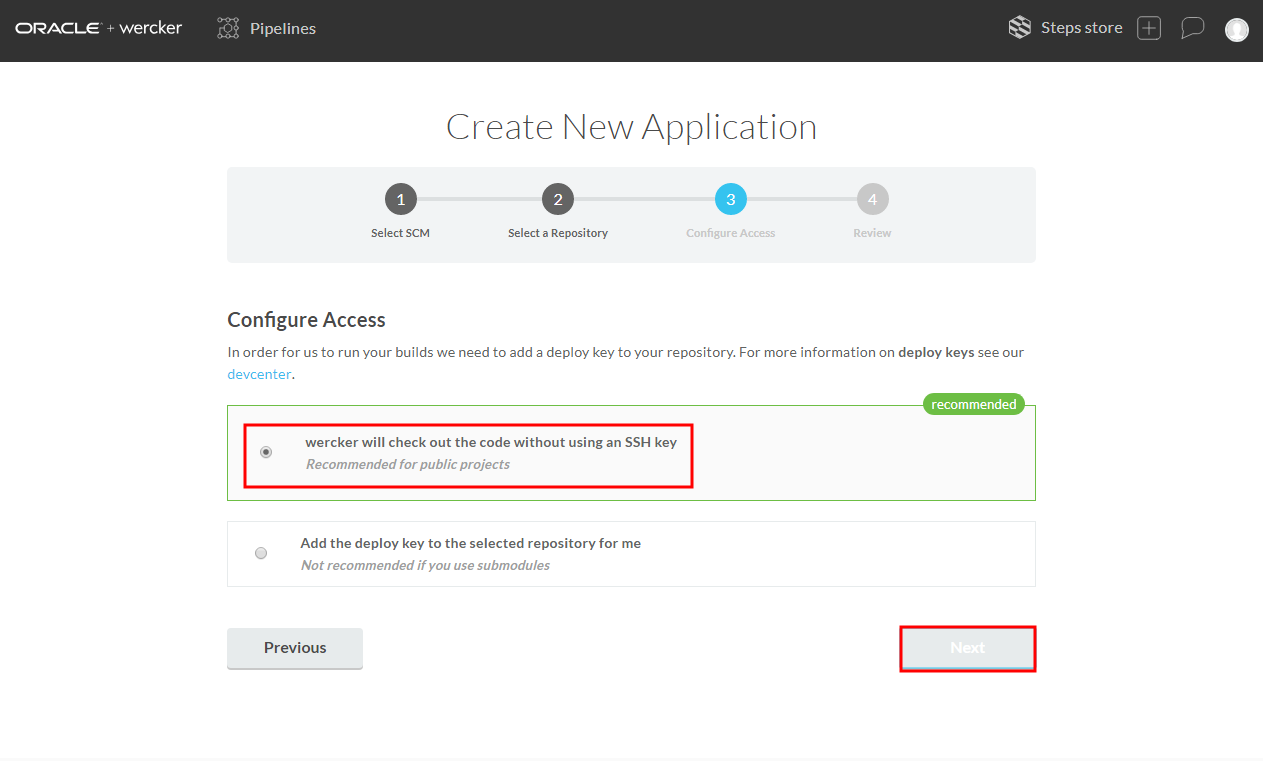 ORACLE + wercker Pipelines Steps store
Create New Application
1 2 3 4
Select SCM Select a Repository Configure Access Review
Configure Access
In order for us to run your builds we need to add a deploy key to your repository. For more information on deploy keys see our
devcenter.
recommended
wercker will check out the code without using an SSH key
Recommended for public projects
Add the deploy key to the selected repository for me
Not recommended if you use submodules
Previous Next